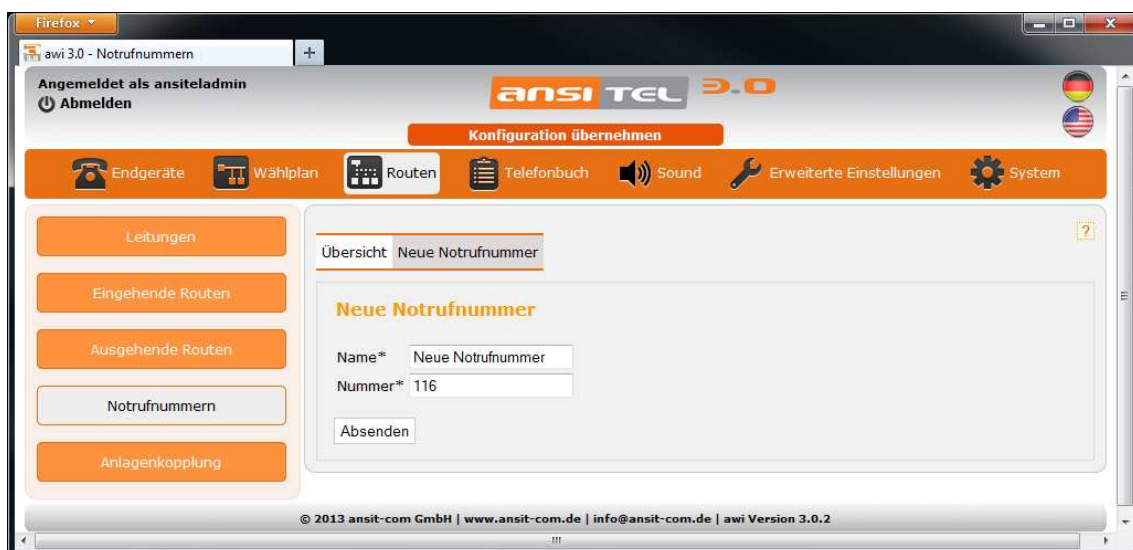 Firefox
awi 3.0 - Notrufnummern
Angemeldet als ansiteladmin
Abmelden
ansi TEL 3.0
Konfiguration übernehmen
Endgeräte Wählplan Routen Telefonbuch Sound Erweiterte Einstellungen System
Leitungen
Eingehende Routen
Ausgehende Routen
Notrufnummern
Anlagenkopplung
?
Übersicht Neue Notrufnummer
Neue Notrufnummer
Name* Neue Notrufnummer
Nummer* 116
Absenden
© 2013 ansit-com GmbH | www.ansit-com.de | info@ansit-com.de | awi Version 3.0.2